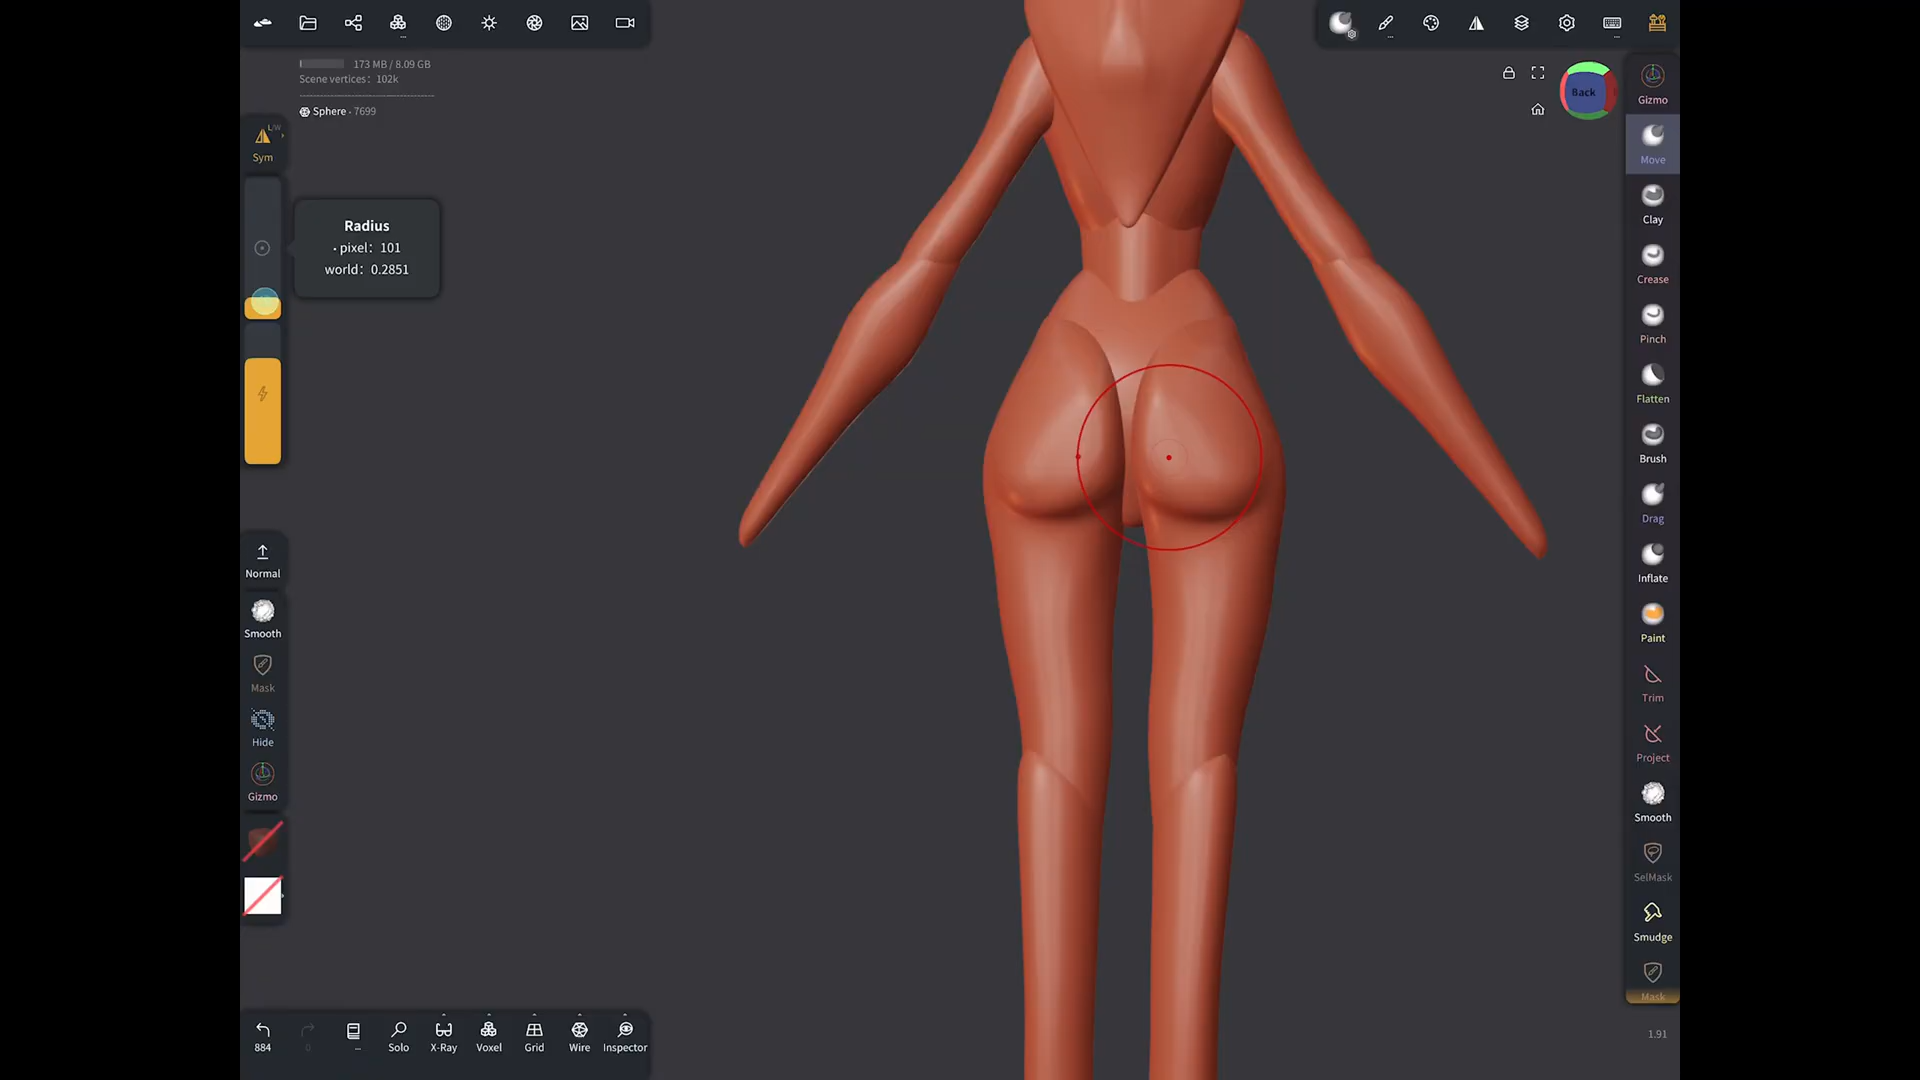 173 MB / 8.09 GB
Scene vertices: 102k
Sphere - 7699
L/W
Sym
Radius
• pixel: 101
world: 0.2851
Normal
Smooth
Mask
Hide
Gizmo
884
0
Solo
X-Ray
Voxel
Grid
Wire
Inspector
Back
Gizmo
Move
Clay
Crease
Pinch
Flatten
Brush
Drag
Inflate
Paint
Trim
Project
Smooth
SelMask
Smudge
Mask
1.91